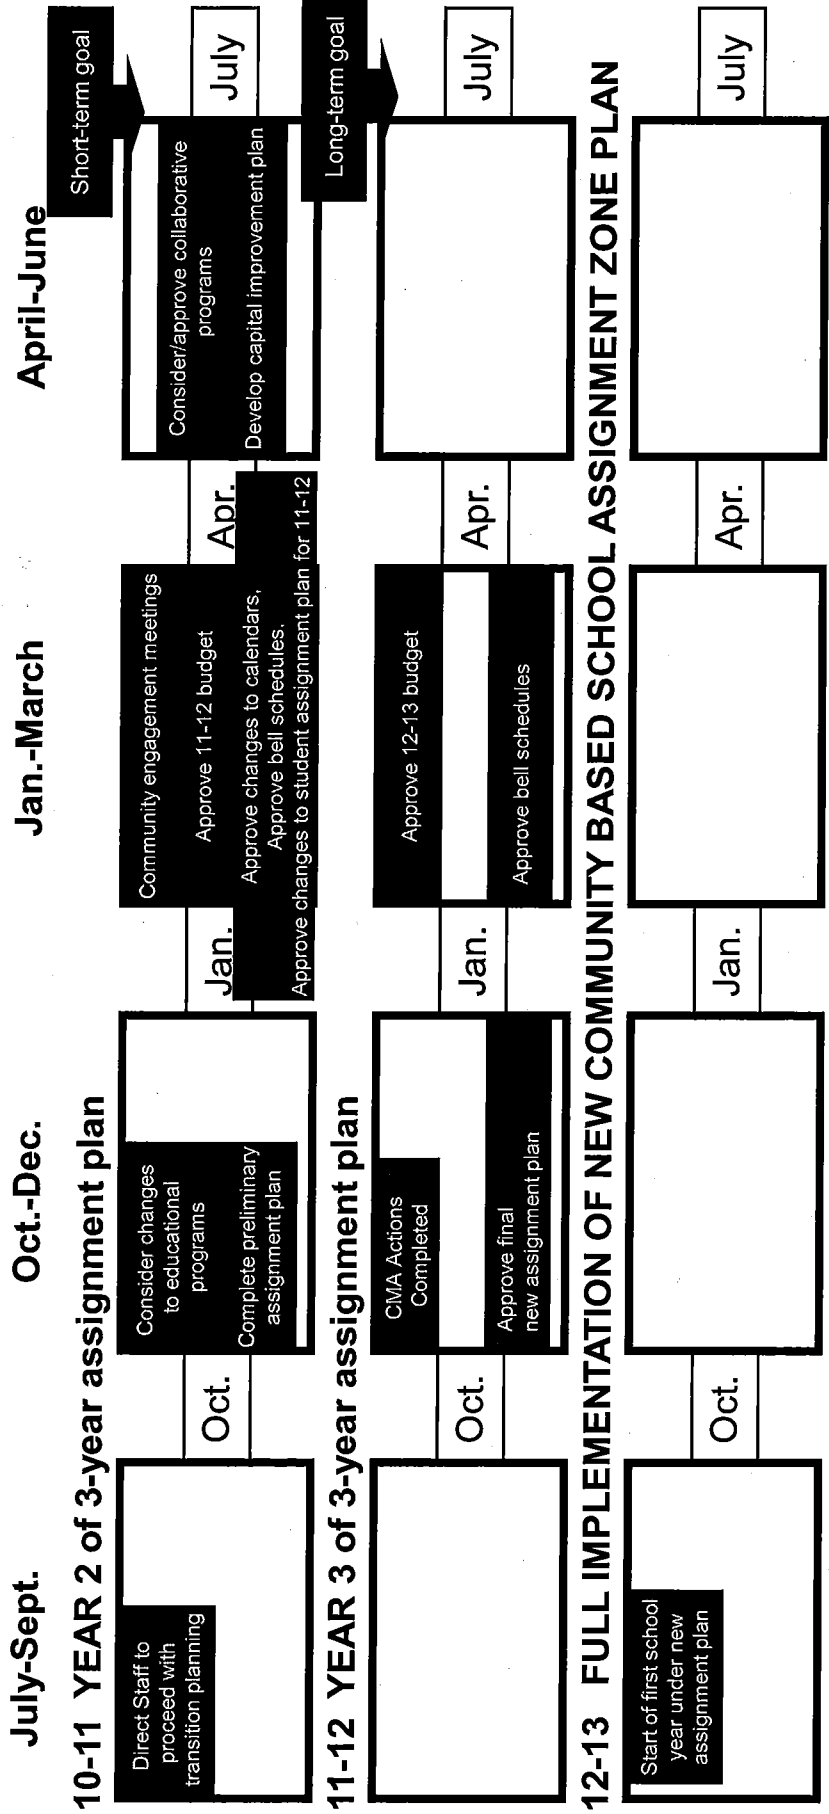 July-Sept.
Oct.-Dec.
Jan.-March
April-June
Short-term goal
10-11 YEAR 2 of 3-year assignment plan
Direct Staff to
proceed with
transition planning
Oct.
Consider changes
to educational
programs
Complete preliminary
assignment plan
Jan.
Community engagement meetings
Approve 11-12 budget
Approve changes to calendars,
Approve bell schedules.
Approve changes to student assignment plan for 11-12
Apr.
Consider/approve collaborative
programs
Develop capital improvement plan
July
Long-term goal
11-12 YEAR 3 of 3-year assignment plan
Oct.
CMA Actions
Completed
Approve final
new assignment plan
Jan.
Approve 12-13 budget
Approve bell schedules
Apr.
July
12-13 FULL IMPLEMENTATION OF NEW COMMUNITY BASED SCHOOL ASSIGNMENT ZONE PLAN
Start of first school
year under new
assignment plan
Oct.
Jan.
Apr.
July